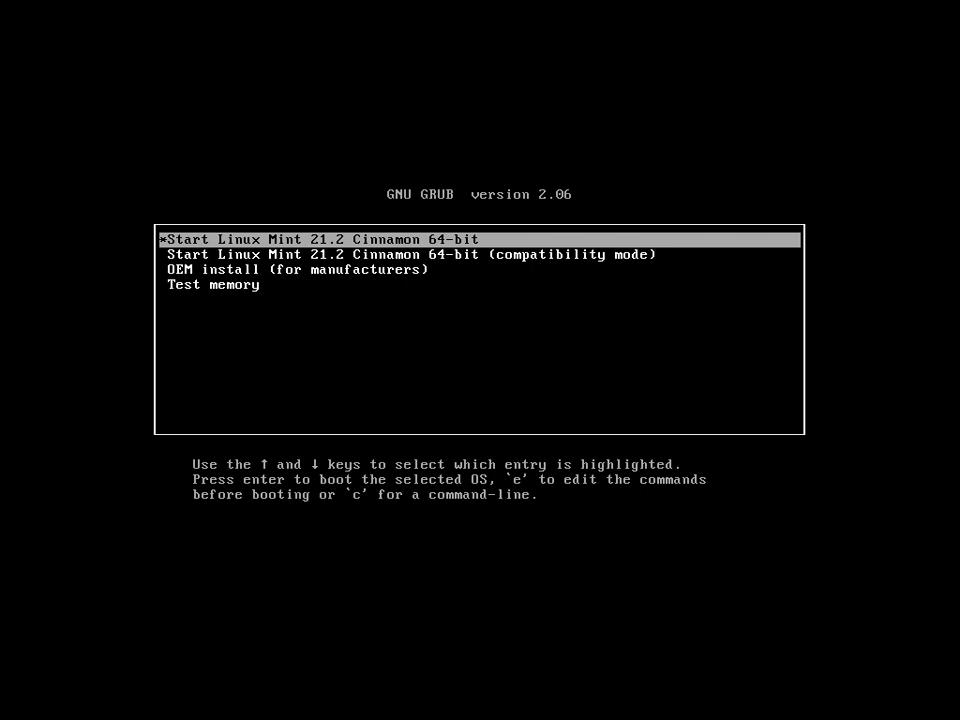 GNU GRUB  version 2.06
*Start Linux Mint 21.2 Cinnamon 64-bit
Start Linux Mint 21.2 Cinnamon 64-bit (compatibility mode)
OEM install (for manufacturers)
Test memory
Use the ↑ and ↓ keys to select which entry is highlighted.
Press enter to boot the selected OS, `e' to edit the commands
before booting or `c' for a command-line.